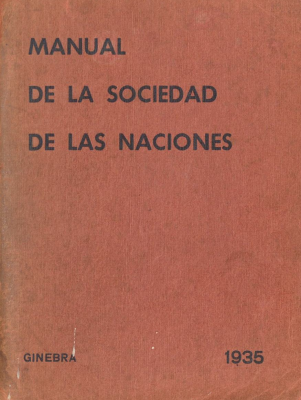 MANUAL
DE LA SOCIEDAD
DE LAS NACIONES
GINEBRA 1935